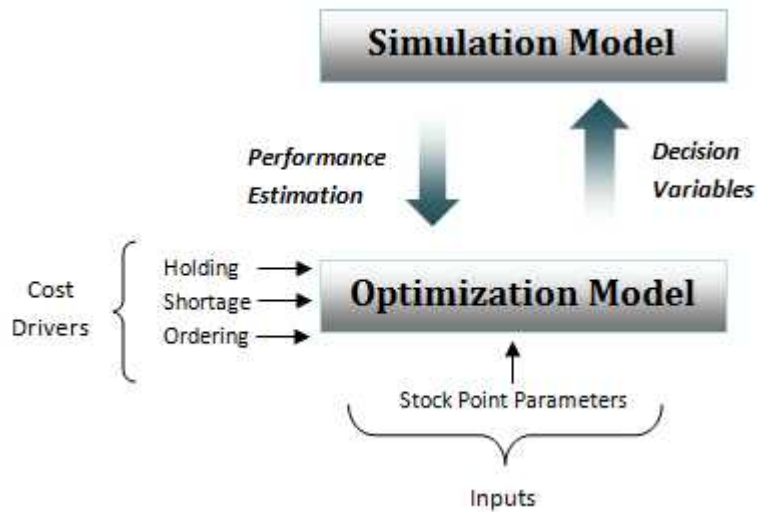 Simulation Model
Performance
Estimation
Decision
Variables
Cost
Drivers
Holding
Shortage
Ordering
Optimization Model
Stock Point Parameters
Inputs